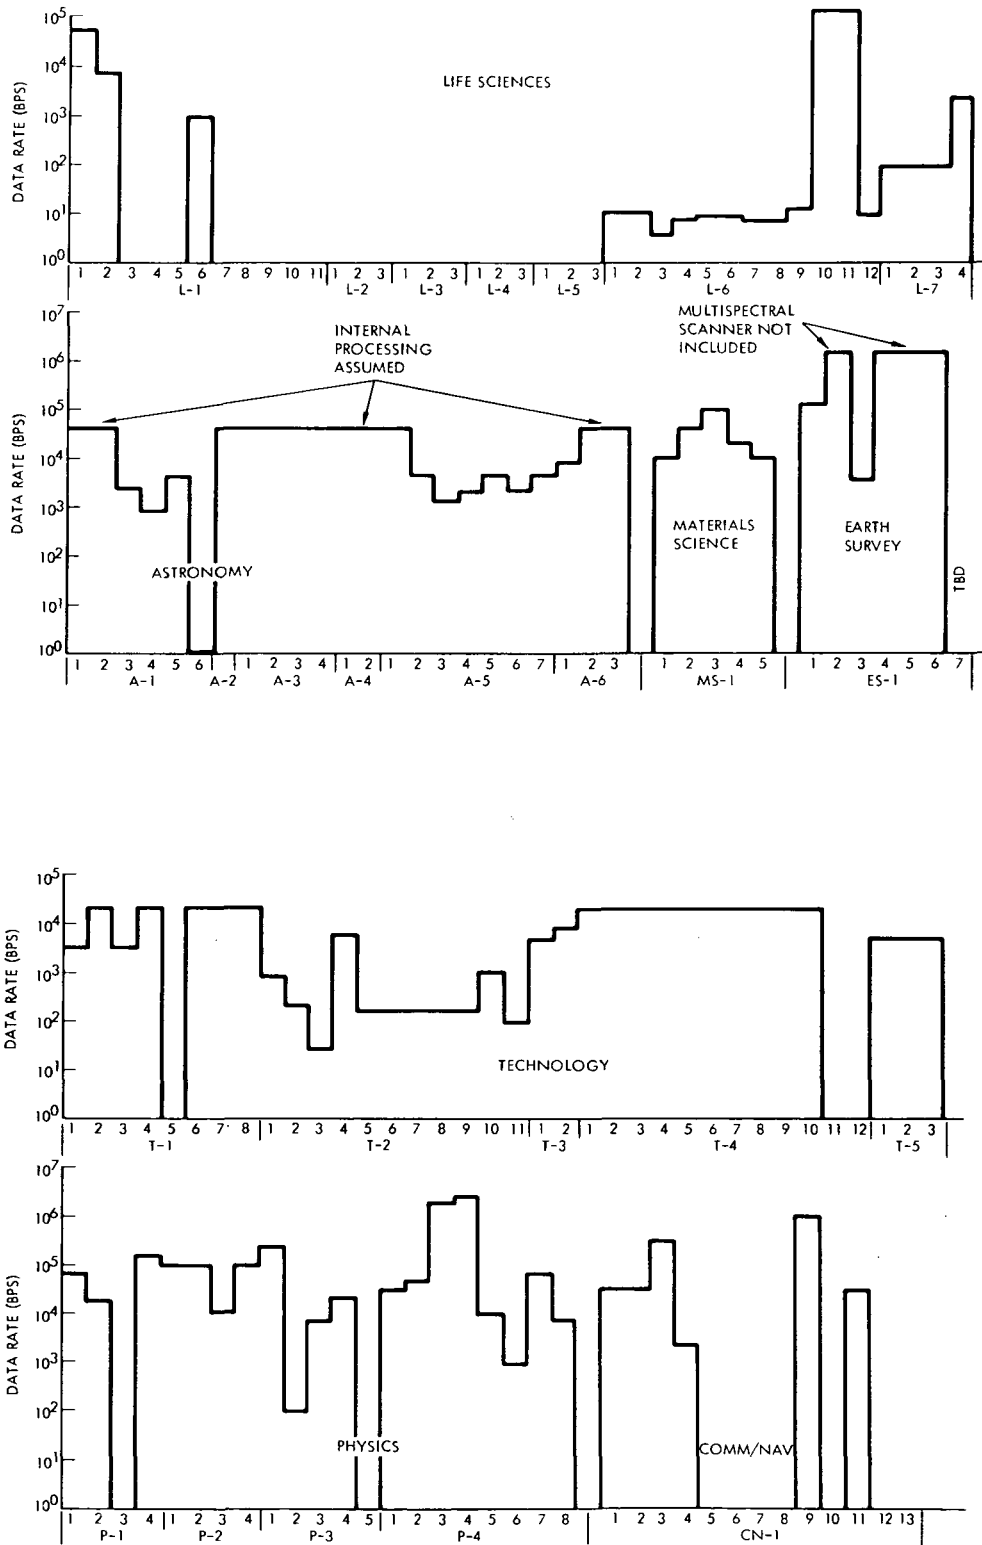 LIFE SCIENCES
DATA RATE (BPS)
10^5
10^4
10^3
10^2
10^1
10^0
1 2 3 4 5 6 7 8 9 10 11 1 2 3 1 2 3 1 2 3 1 2 3 1 2 3 4 5 6 7 8 9 10 11 12 1 2 3 4
L-1 L-2 L-3 L-4 L-5 L-6 L-7
INTERNAL
PROCESSING
ASSUMED
MULTISPECTRAL
SCANNER NOT
INCLUDED
DATA RATE (BPS)
10^7
10^6
10^5
10^4
10^3
10^2
10^1
10^0
ASTRONOMY
MATERIALS
SCIENCE
EARTH
SURVEY
TBD
1 2 3 4 5 6 1 2 3 4 1 2 1 2 3 4 5 6 7 1 2 3 1 2 3 4 5 1 2 3 4 5 6 7
A-1 A-2 A-3 A-4 A-5 A-6 MS-1 ES-1
DATA RATE (BPS)
10^5
10^4
10^3
10^2
10^1
10^0
TECHNOLOGY
1 2 3 4 5 6 7 8 1 2 3 4 5 6 7 8 9 10 11 1 2 1 2 3 4 5 6 7 8 9 10 11 12 1 2 3
T-1 T-2 T-3 T-4 T-5
DATA RATE (BPS)
10^7
10^6
10^5
10^4
10^3
10^2
10^1
10^0
PHYSICS
COMM/NAV
1 2 3 4 1 2 3 4 1 2 3 4 5 1 2 3 4 5 6 7 8 1 2 3 4 5 6 7 8 9 10 11 12 13
P-1 P-2 P-3 P-4 CN-1